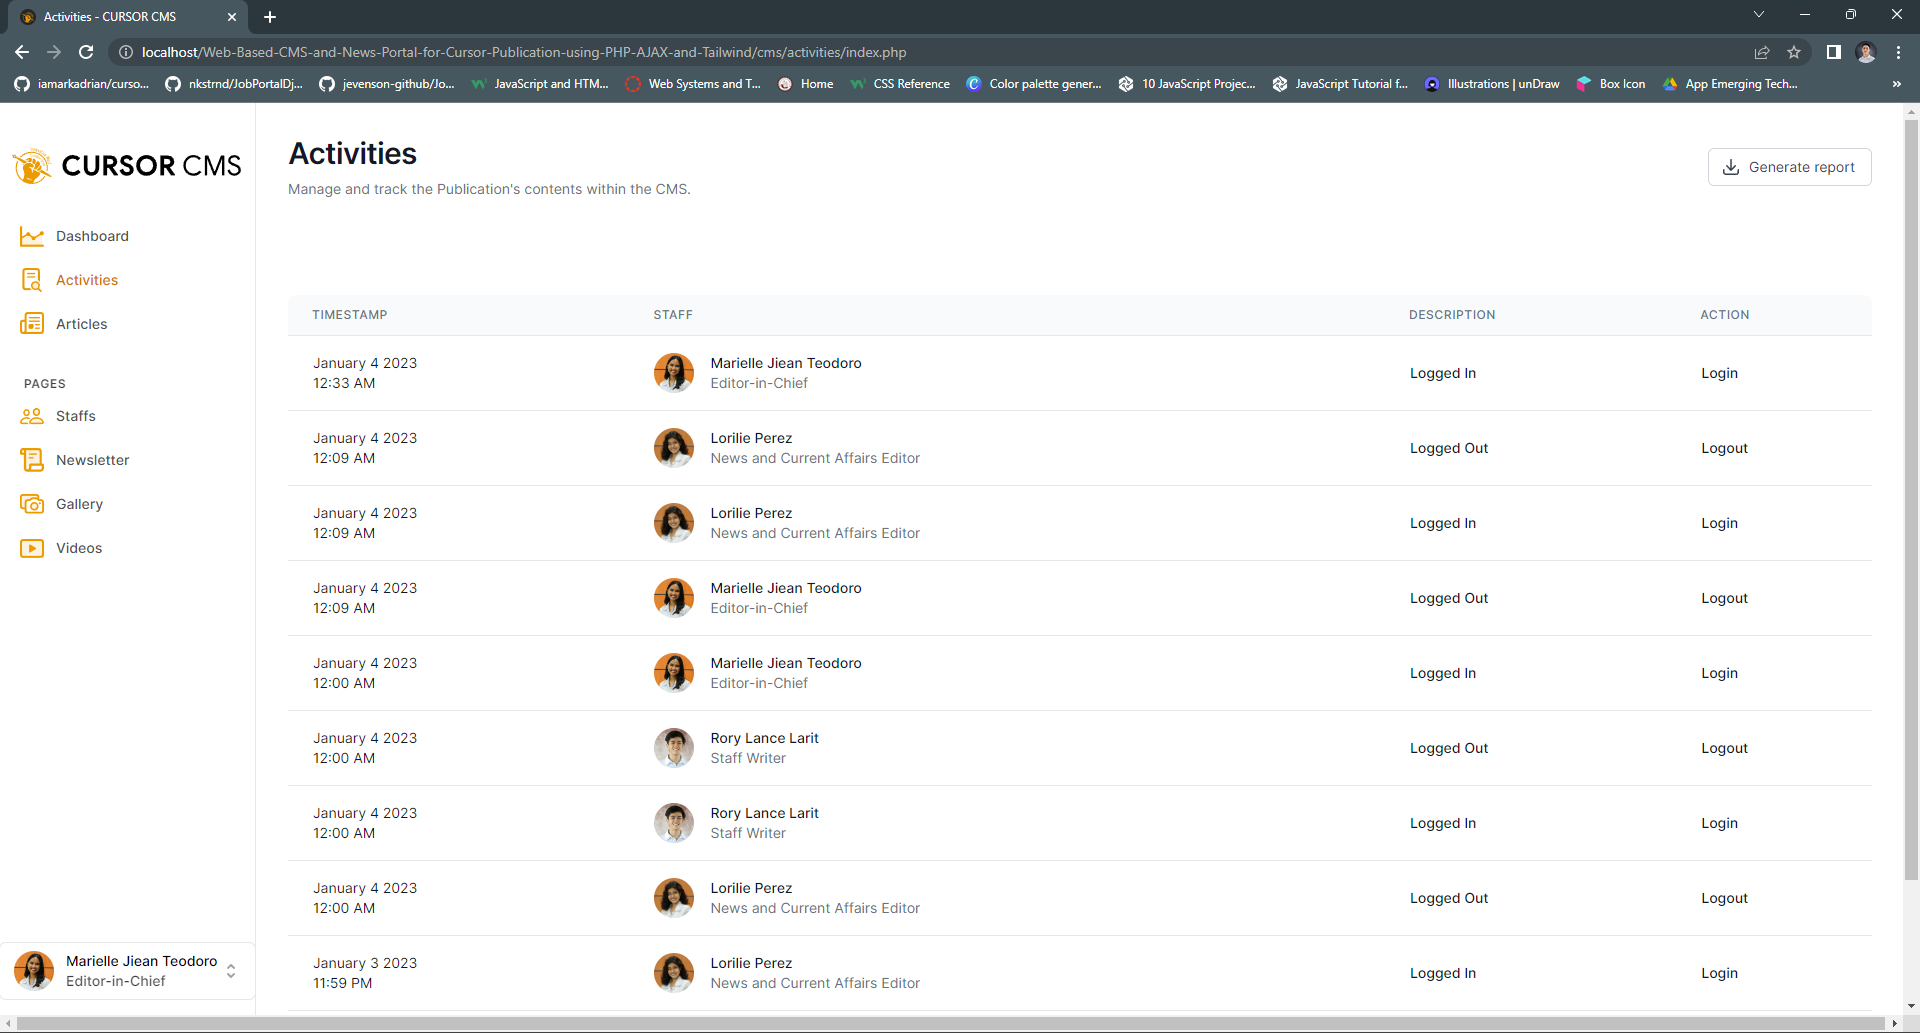 Activities - CURSOR CMS
localhost/Web-Based-CMS-and-News-Portal-for-Cursor-Publication-using-PHP-AJAX-and-Tailwind/cms/activities/index.php
iamarkadrian/curso... nkstrnd/JobPortalDj... jevenson-github/Jo... JavaScript and HTM... Web Systems and T... Home CSS Reference Color palette gener... 10 JavaScript Projec... JavaScript Tutorial f... Illustrations | unDraw Box Icon App Emerging Tech... »
CURSOR CMS
Dashboard
Activities
Articles
PAGES
Staffs
Newsletter
Gallery
Videos
Marielle Jiean Teodoro
Editor-in-Chief
Activities
Manage and track the Publication's contents within the CMS.
Generate report
TIMESTAMP STAFF DESCRIPTION ACTION
January 4 2023
12:33 AM
Marielle Jiean Teodoro
Editor-in-Chief
Logged In
Login
January 4 2023
12:09 AM
Lorilie Perez
News and Current Affairs Editor
Logged Out
Logout
January 4 2023
12:09 AM
Lorilie Perez
News and Current Affairs Editor
Logged In
Login
January 4 2023
12:09 AM
Marielle Jiean Teodoro
Editor-in-Chief
Logged Out
Logout
January 4 2023
12:00 AM
Marielle Jiean Teodoro
Editor-in-Chief
Logged In
Login
January 4 2023
12:00 AM
Rory Lance Larit
Staff Writer
Logged Out
Logout
January 4 2023
12:00 AM
Rory Lance Larit
Staff Writer
Logged In
Login
January 4 2023
12:00 AM
Lorilie Perez
News and Current Affairs Editor
Logged Out
Logout
January 3 2023
11:59 PM
Lorilie Perez
News and Current Affairs Editor
Logged In
Login